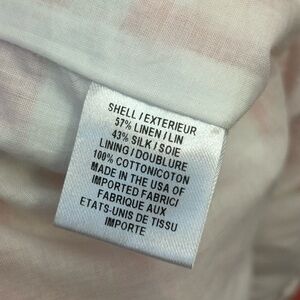 SHELL / EXTERIEUR
57% LINEN / LIN
43% SILK / SOIE
LINING / DOUBLURE
100% COTTON/COTON
MADE IN THE USA OF
IMPORTED FABRIC/
FABRIQUE AUX
ETATS-UNIS DE TISSU
IMPORTE